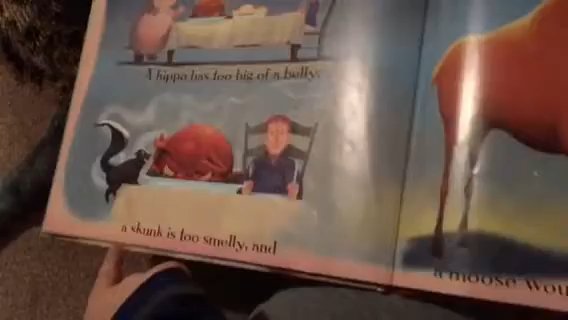 A hippo has too big of a belly,
a skunk is too smelly, and
a moose